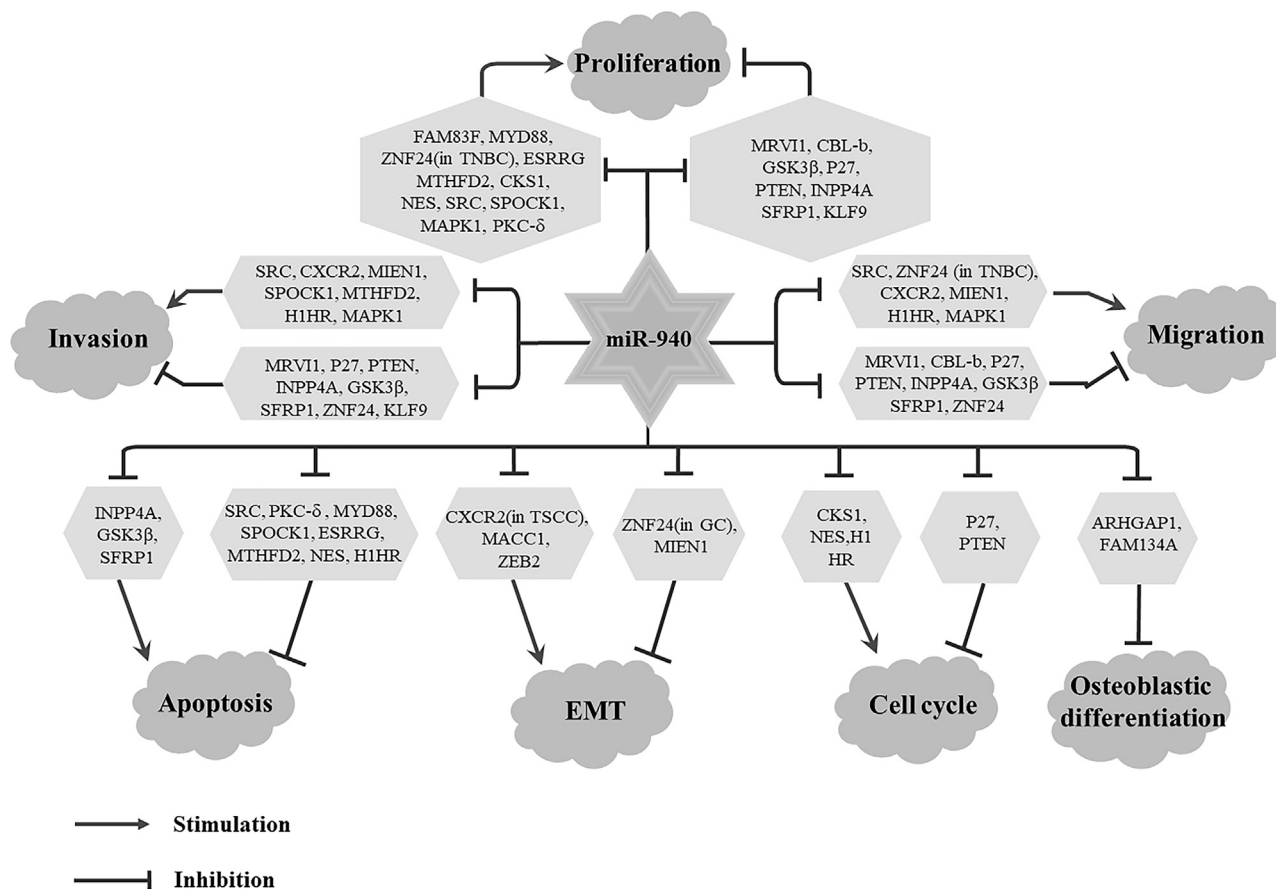 Proliferation
FAM83F, MYD88,
ZNF24(in TNBC), ESRRG
MTHFD2, CKS1,
NES, SRC, SPOCK1,
MAPK1, PKC-δ
MRVI1, CBL-b,
GSK3β, P27,
PTEN, INPP4A
SFRP1, KLF9
SRC, CXCR2, MIEN1,
SPOCK1, MTHFD2,
H1HR, MAPK1
Invasion
MRVI1, P27, PTEN,
INPP4A, GSK3β,
SFRP1, ZNF24, KLF9
miR-940
SRC, ZNF24 (in TNBC),
CXCR2, MIEN1,
H1HR, MAPK1
Migration
MRVI1, CBL-b, P27,
PTEN, INPP4A, GSK3β
SFRP1, ZNF24
INPP4A,
GSK3β,
SFRP1
SRC, PKC-δ , MYD88,
SPOCK1, ESRRG,
MTHFD2, NES, H1HR
CXCR2(in TSCC),
MACC1,
ZEB2
ZNF24(in GC),
MIEN1
CKS1,
NES,H1
HR
P27,
PTEN
ARHGAP1,
FAM134A
Apoptosis
EMT
Cell cycle
Osteoblastic
differentiation
Stimulation
Inhibition